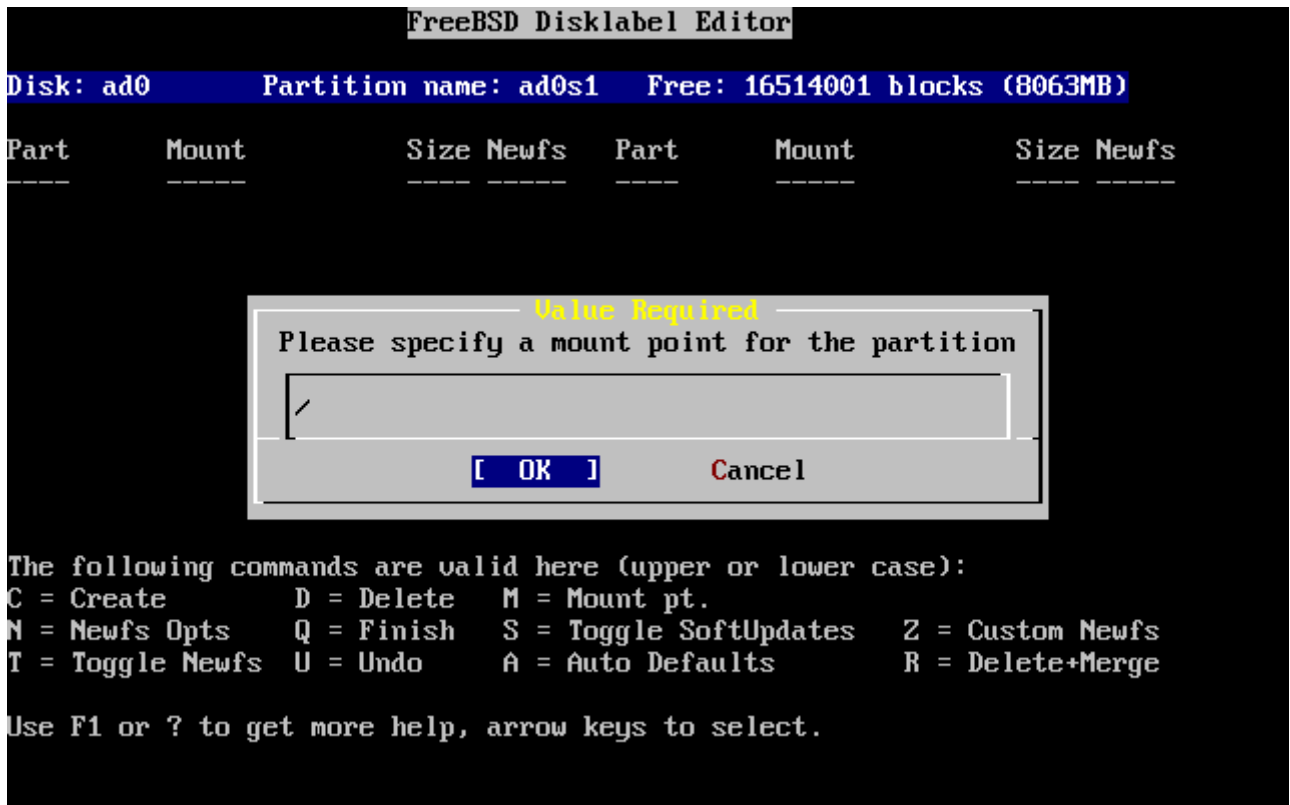 FreeBSD Disklabel Editor
Disk: ad0 Partition name: ad0s1 Free: 16514001 blocks (8063MB)
Part Mount Size Newfs Part Mount Size Newfs
---- ----- ---- ----- ---- ----- ---- -----
Value Required
Please specify a mount point for the partition
/
[ OK ] Cancel
The following commands are valid here (upper or lower case):
C = Create D = Delete M = Mount pt.
N = Newfs Opts Q = Finish S = Toggle SoftUpdates Z = Custom Newfs
T = Toggle Newfs U = Undo A = Auto Defaults R = Delete+Merge
Use F1 or ? to get more help, arrow keys to select.